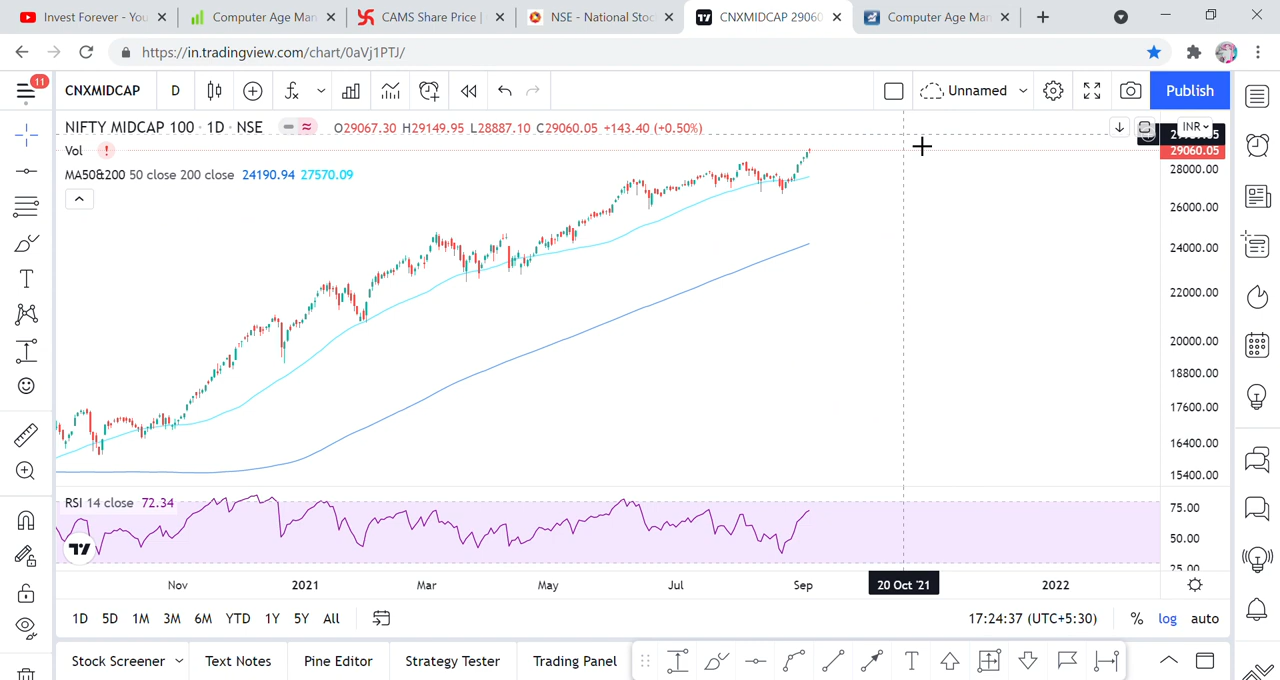 Invest Forever - You
Computer Age Man
CAMS Share Price |
NSE - National Stoc
CNXMIDCAP 29060
Computer Age Man
https://in.tradingview.com/chart/0aVj1PTJ/
11
CNXMIDCAP
D
Unnamed
Publish
NIFTY MIDCAP 100 · 1D · NSE
O29067.30 H29149.95 L28887.10 C29060.05 +143.40 (+0.50%)
INR
Vol
29060.05
MA50&200 50 close 200 close 24190.94 27570.09
28000.00
26000.00
24000.00
22000.00
20000.00
18800.00
17600.00
16400.00
15400.00
RSI 14 close 72.34
75.00
50.00
25.00
Nov
2021
Mar
May
Jul
Sep
20 Oct '21
2022
1D 5D 1M 3M 6M YTD 1Y 5Y All
17:24:37 (UTC+5:30)
% log auto
Stock Screener
Text Notes
Pine Editor
Strategy Tester
Trading Panel